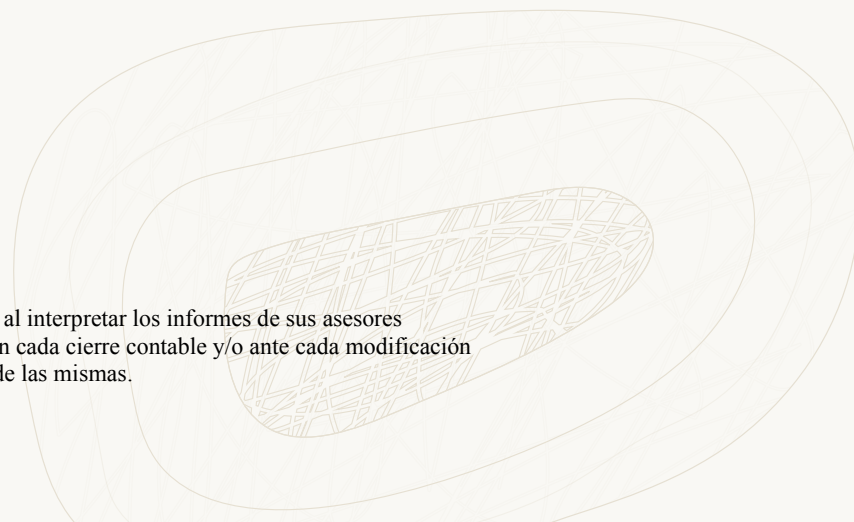 al interpretar los informes de sus asesores
n cada cierre contable y/o ante cada modificación
de las mismas.